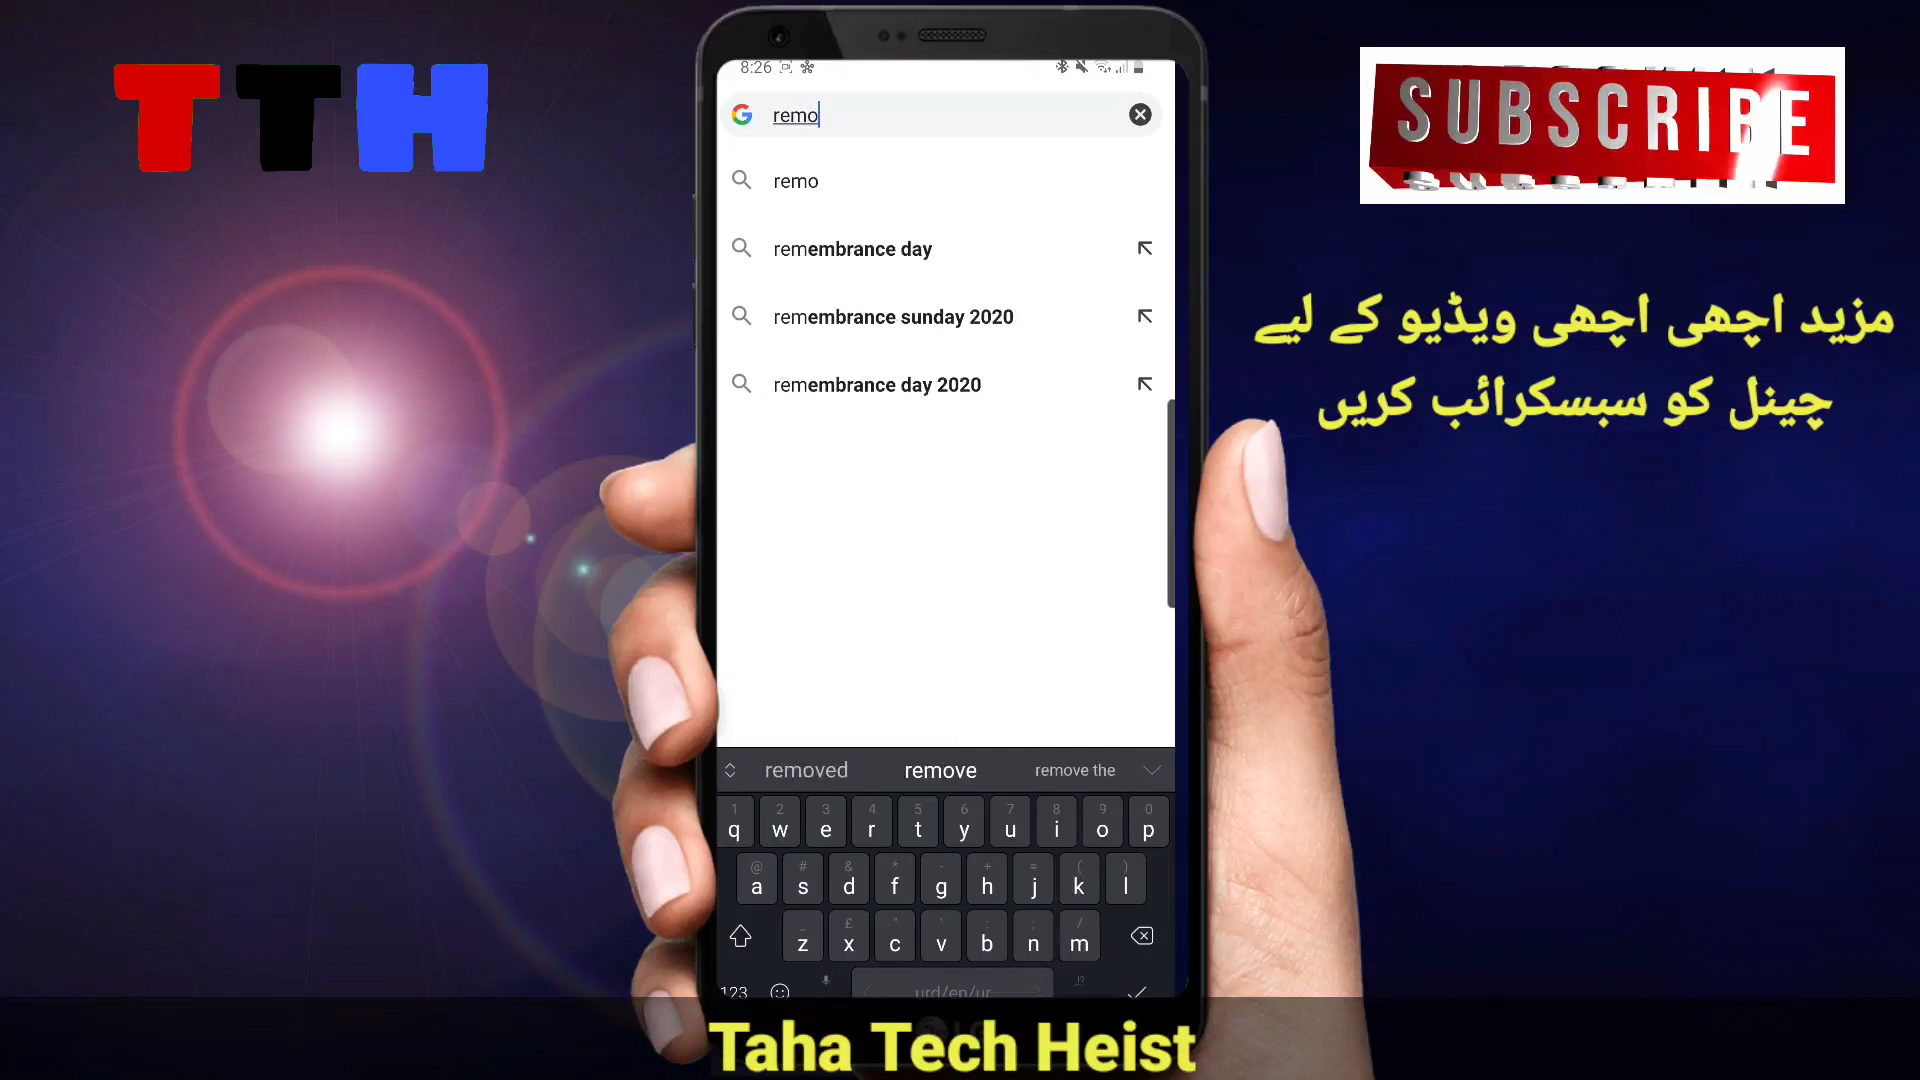 TTH
8:26
remo
remo
remembrance day
remembrance sunday 2020
remembrance day 2020
removed remove remove the
1 2 3 4 5 6 7 8 9 0
q w e r t y u i o p
@ # & * - + = ( )
a s d f g h j k l
_ £ " ' : ; /
z x c v b n m
123 urd/en/ur
SUBSCRIBE
مزید اچھی اچھی ویڈیو کے لیے
چینل کو سبسکرائب کریں
Taha Tech Heist